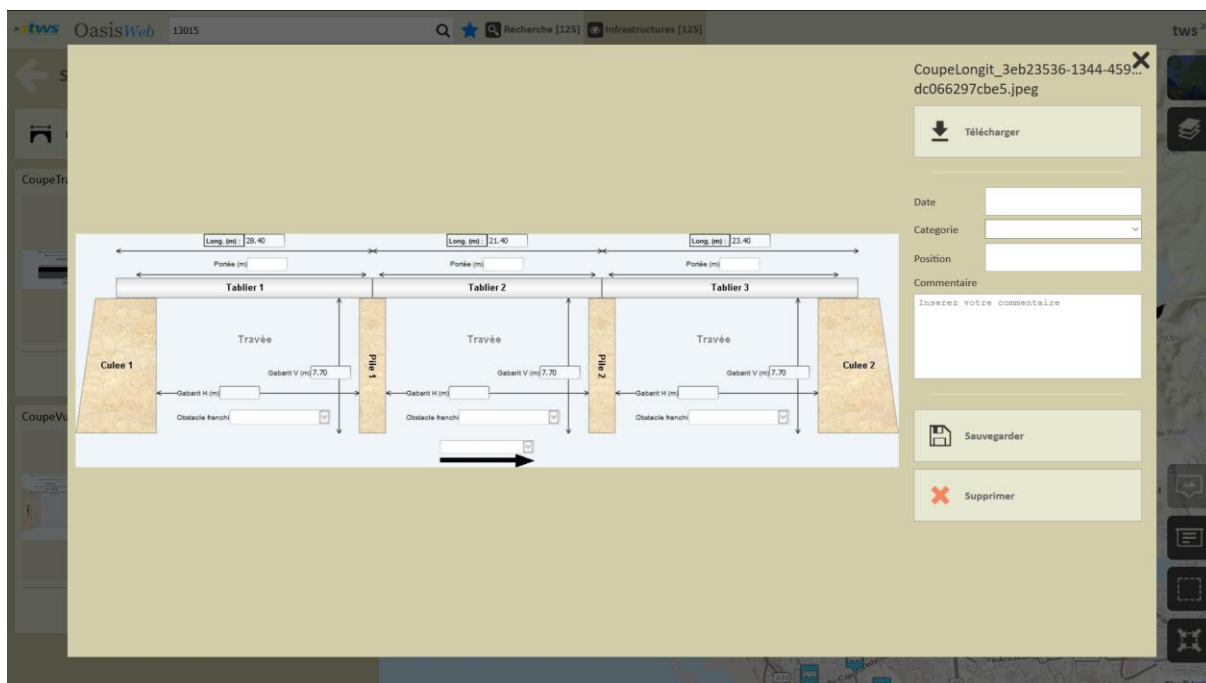 tws OasisWeb 13015 Recherche [125] Infrastructures [125] tws
S
CoupeTra
CoupeVu
CoupeLongit_3eb23536-1344-459...
dc066297cbe5.jpeg
Télécharger
Date
Categorie
Position
Commentaire
Inserez votre commentaire
Sauvegarder
Supprimer
Long. (m) : 28.40 Long. (m) : 21.40 Long. (m) : 23.40
Portée (m) Portée (m) Portée (m)
Tablier 1 Tablier 2 Tablier 3
Travée Travée Travée
Culee 1 Pile 1 Pile 2 Culee 2
Gabarit V (m) 7.70 Gabarit V (m) 7.70 Gabarit V (m) 7.70
Gabarit H (m) Gabarit H (m) Gabarit H (m)
Obstacle franchi Obstacle franchi Obstacle franchi